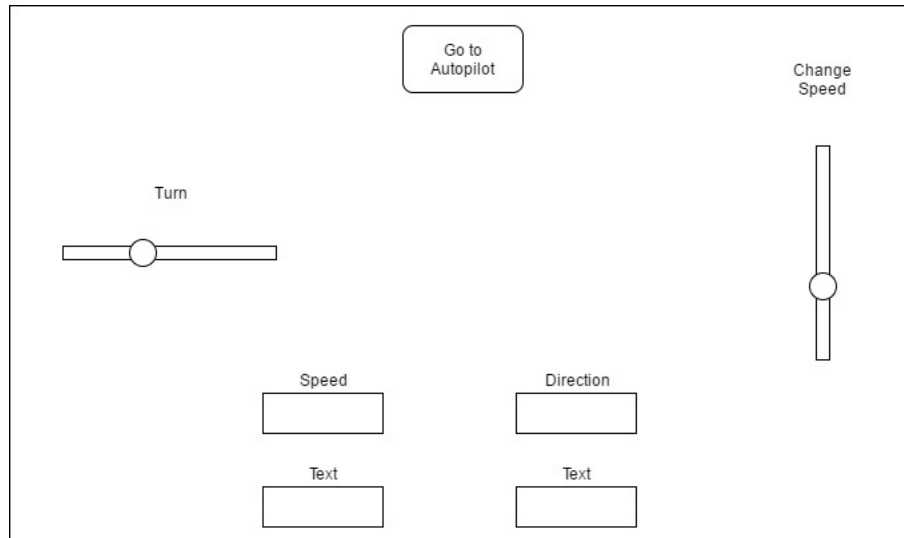 Go to
Autopilot
Change
Speed
Turn
Speed
Direction
Text
Text